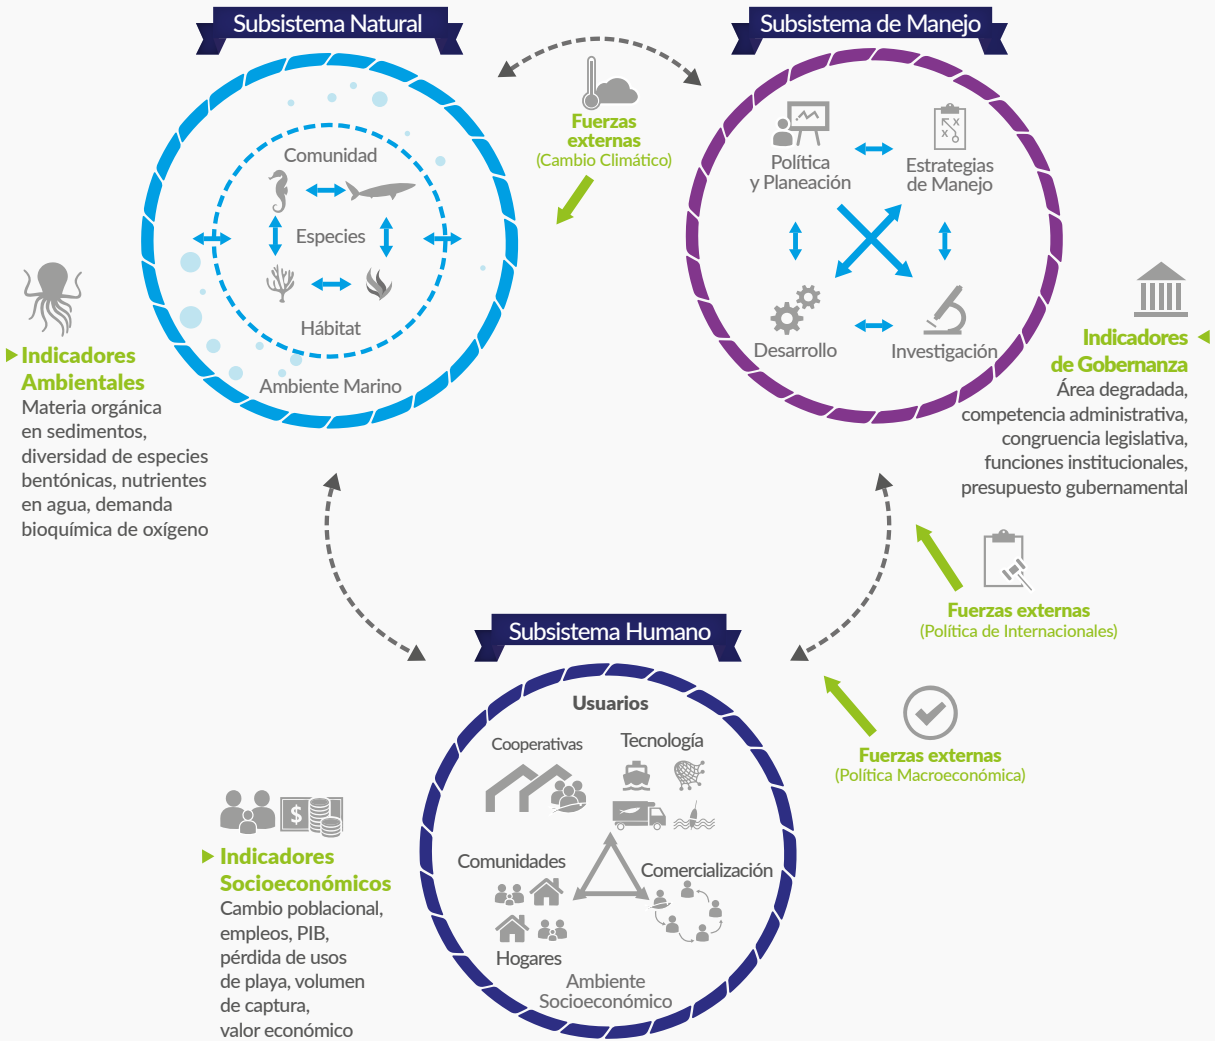 Subsistema Natural
Comunidad
Especies
Hábitat
Ambiente Marino
Indicadores
Ambientales
Materia orgánica
en sedimentos,
diversidad de especies
bentónicas, nutrientes
en agua, demanda
bioquímica de oxígeno
Fuerzas
externas
(Cambio Climático)
Subsistema de Manejo
Política
y Planeación
Estrategias
de Manejo
Desarrollo
Investigación
Indicadores
de Gobernanza
Área degradada,
competencia administrativa,
congruencia legislativa,
funciones institucionales,
presupuesto gubernamental
Fuerzas externas
(Política de Internacionales)
Fuerzas externas
(Política Macroeconómica)
Subsistema Humano
Usuarios
Cooperativas
Tecnología
Comunidades
Comercialización
Hogares
Ambiente
Socioeconómico
$
Indicadores
Socioeconómicos
Cambio poblacional,
empleos, PIB,
pérdida de usos
de playa, volumen
de captura,
valor económico